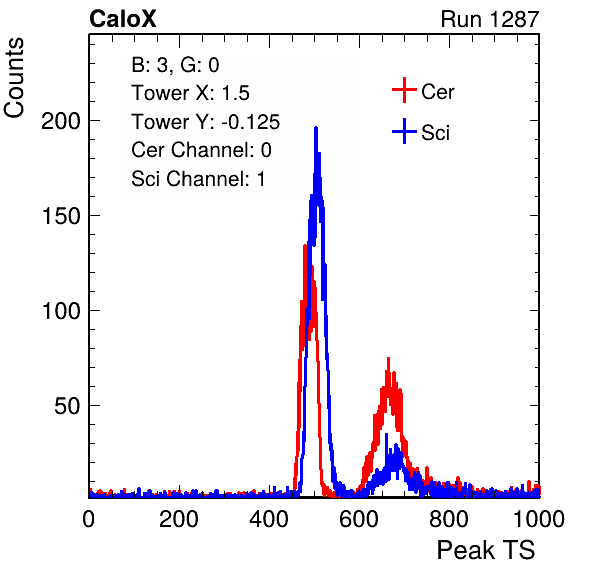 CaloX Run 1287
Counts
B: 3, G: 0
Tower X: 1.5
Tower Y: -0.125
Cer Channel: 0
Sci Channel: 1
Cer
Sci
200
150
100
50
0 200 400 600 800 1000
Peak TS